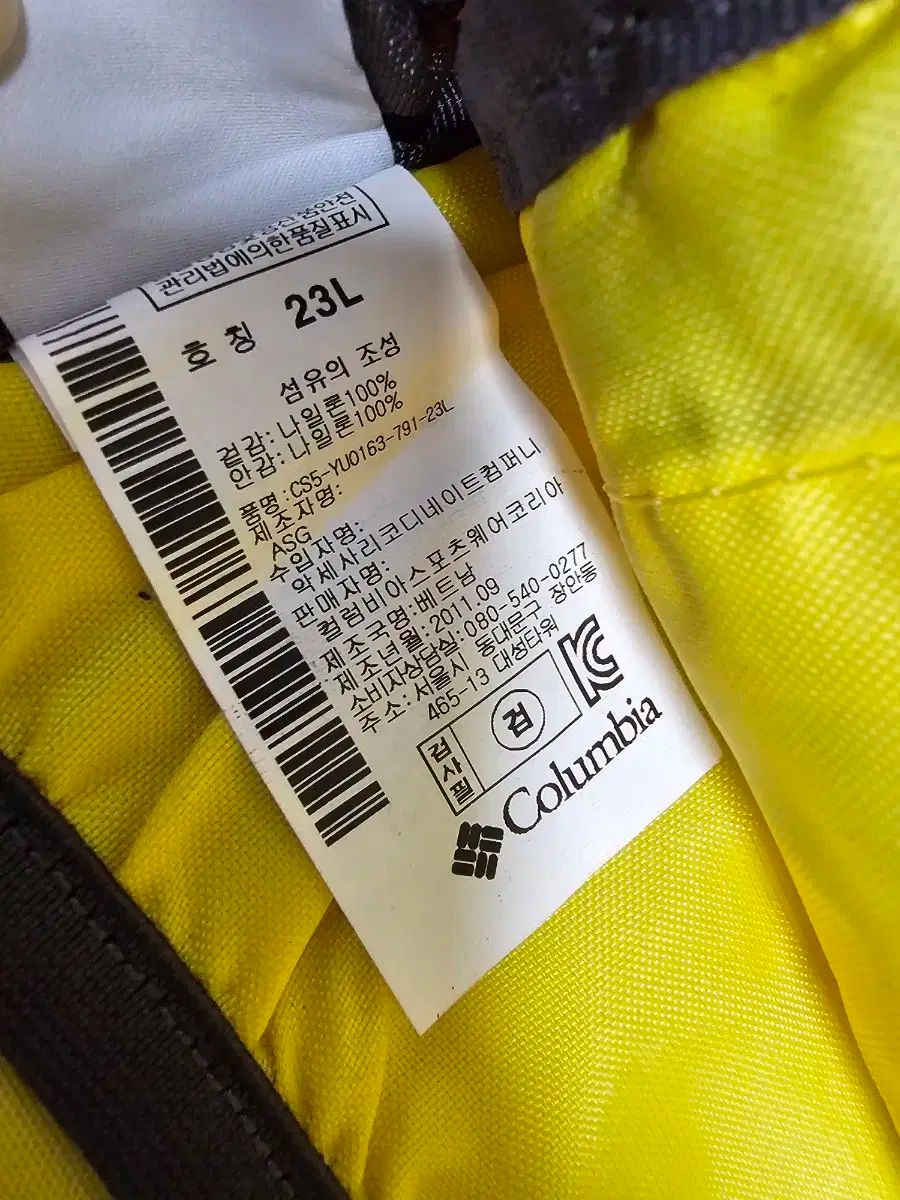 관리법에의한품질표시
호칭 23L
섬유의 조성
겉감: 나일론100%
안감: 나일론100%
품명: CS5-YU0163-791-23L
제조자명:
ASG
수입자명:
악세사리코디네이트컴퍼니
판매자명:
컬럼비아스포츠웨어코리아
제조국명:베트남
제조년월:2011.09
소비자상담실:080-540-0277
주소:서울시 동대문구 장안동
465-13 대성타워
검사필
검
Columbia